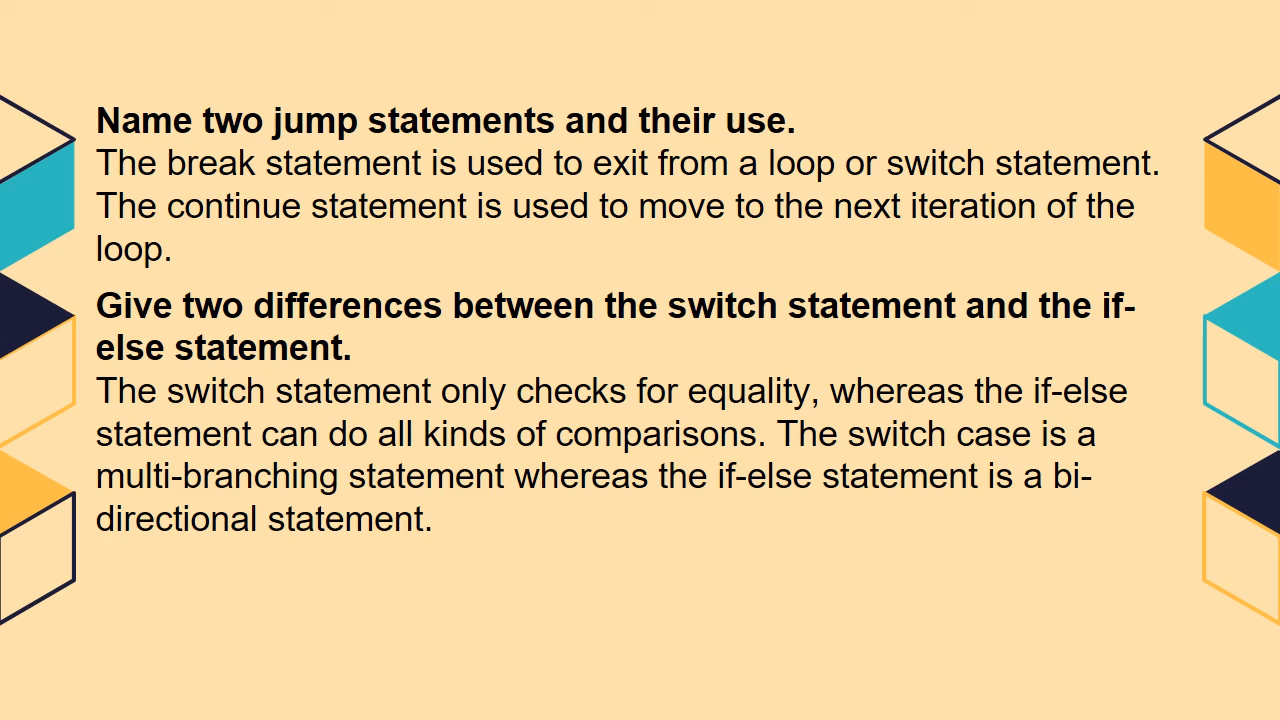 Name two jump statements and their use.
The break statement is used to exit from a loop or switch statement.
The continue statement is used to move to the next iteration of the
loop.
Give two differences between the switch statement and the if-
else statement.
The switch statement only checks for equality, whereas the if-else
statement can do all kinds of comparisons. The switch case is a
multi-branching statement whereas the if-else statement is a bi-
directional statement.